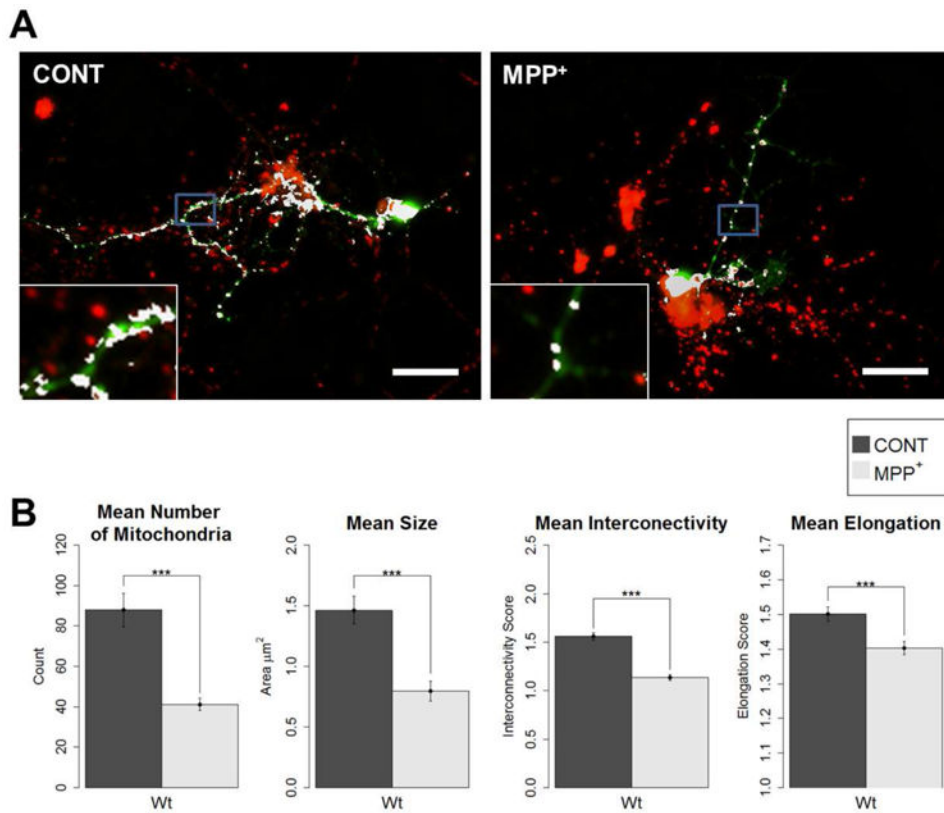 A
CONT
MPP+
CONT
MPP+
B
Mean Number
of Mitochondria
Count
0
20
40
60
80
100
120
***
Wt
Mean Size
Area μm²
0.0
0.5
1.0
1.5
2.0
***
Wt
Mean Interconectivity
Interconnectivity Score
0.0
0.5
1.0
1.5
2.0
2.5
***
Wt
Mean Elongation
Elongation Score
1.0
1.1
1.2
1.3
1.4
1.5
1.6
1.7
***
Wt